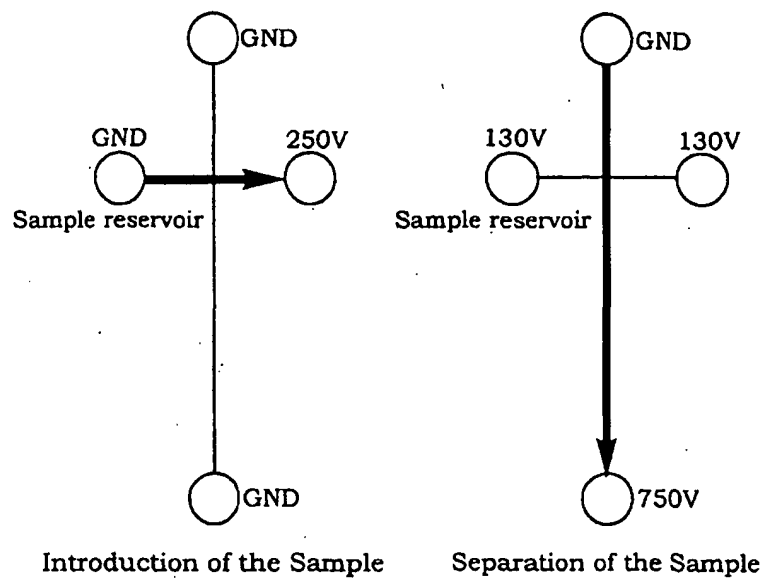 GND
GND
250V
Sample reservoir
GND
Introduction of the Sample
GND
130V
130V
Sample reservoir
750V
Separation of the Sample